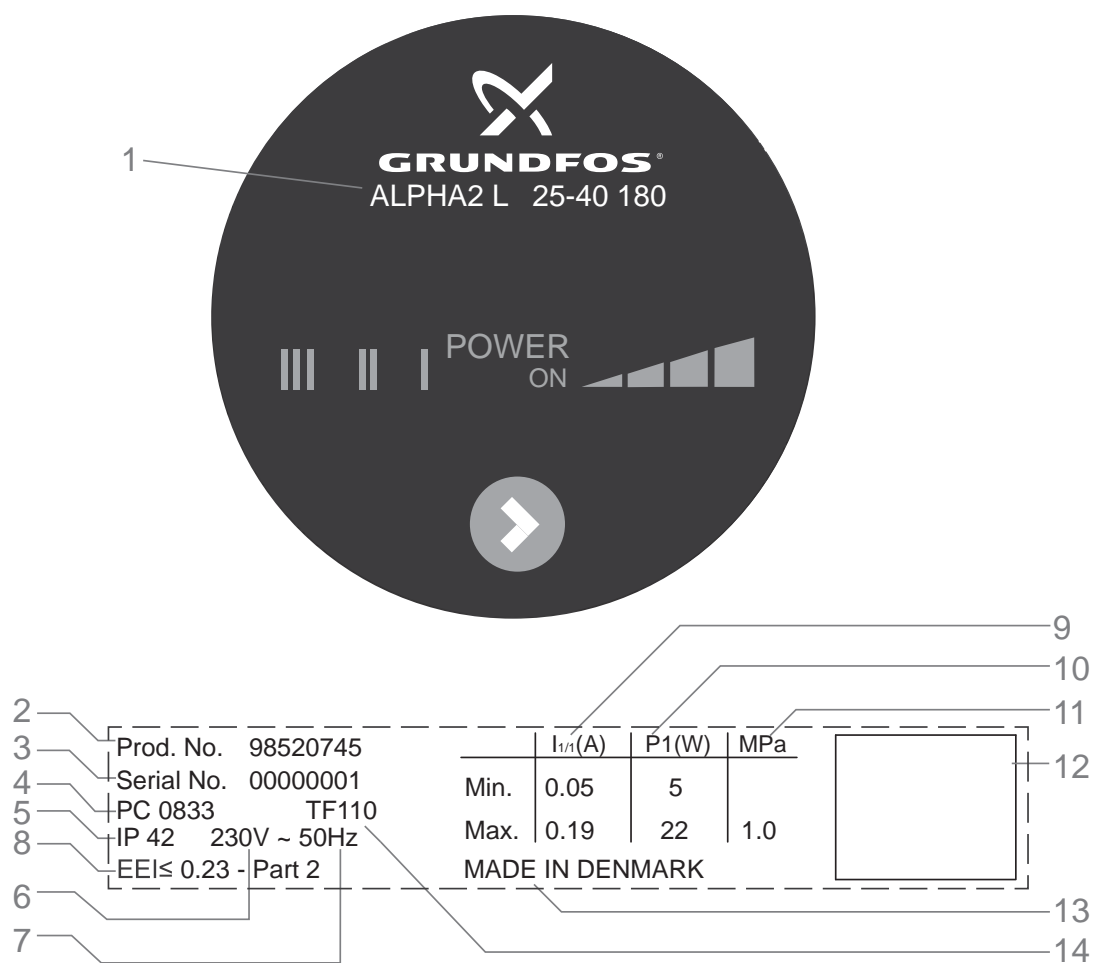 1
GRUNDFOS®
ALPHA2 L 25-40 180
POWER
ON
9
10
11
12
2
3
4
5
8
6
7
Prod. No. 98520745
Serial No. 00000001
PC 0833 TF110
IP 42 230V ~ 50Hz
EEI≤ 0.23 - Part 2
I1/1(A) P1(W) MPa
Min. 0.05 5
Max. 0.19 22 1.0
MADE IN DENMARK
13
14